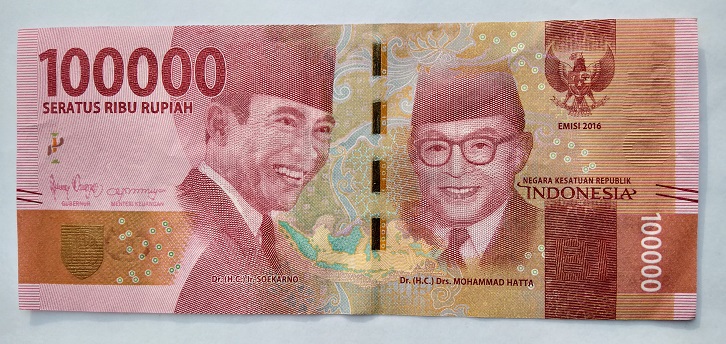 100000
SERATUS RIBU RUPIAH
EMISI 2016
NEGARA KESATUAN REPUBLIK
INDONESIA
GUBERNUR
MENTERI KEUANGAN
100000
Dr. (H.C.) Ir. SOEKARNO
Dr. (H.C.) Drs. MOHAMMAD HATTA